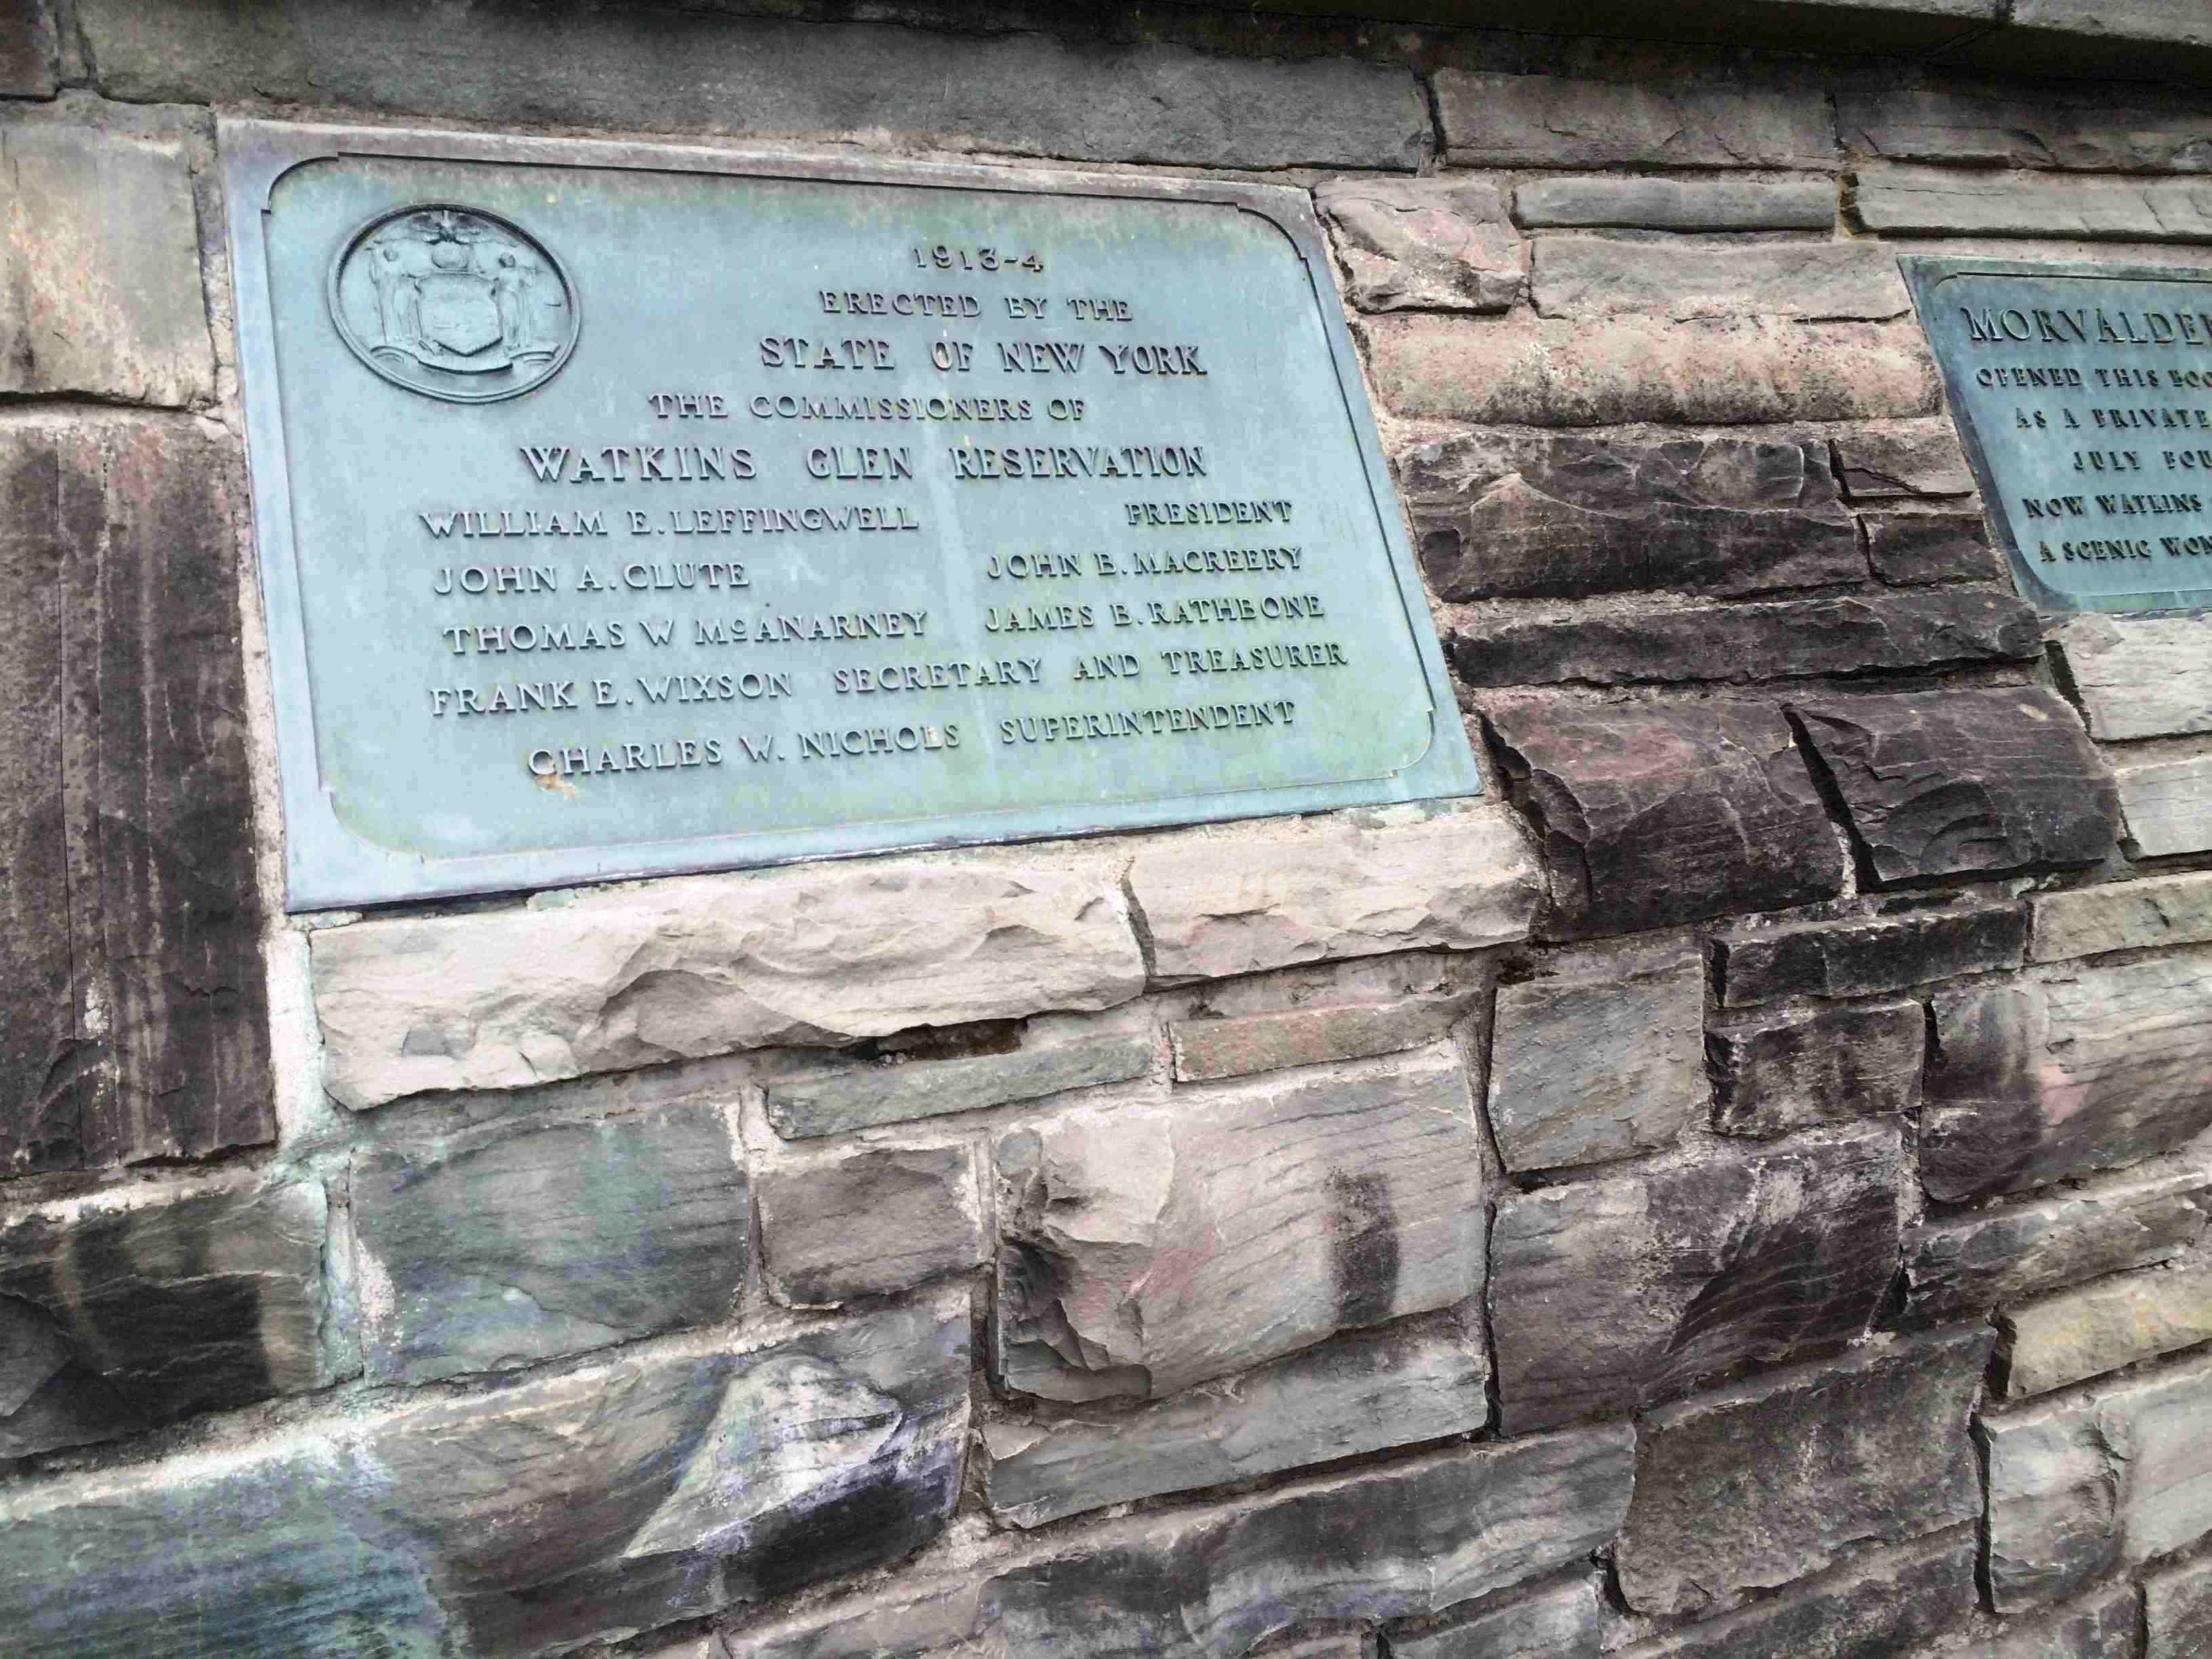 1913-4
ERECTED BY THE
STATE OF NEW YORK
THE COMMISSIONERS OF
WATKINS GLEN RESERVATION
WILLIAM E. LEFFINGWELL PRESIDENT
JOHN A. CLUTE JOHN B. MACREERY
THOMAS W McANARNEY JAMES B. RATHBONE
FRANK E. WIXSON SECRETARY AND TREASURER
CHARLES W. NICHOLS SUPERINTENDENT
OPENED THIS
AS A PRIVATE
JULY
NOW WATKINS
A SCENIC